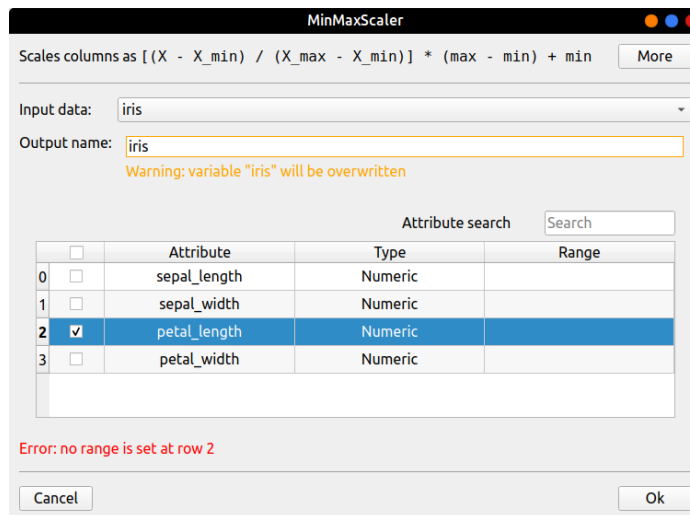 MinMaxScaler
Scales columns as [(X - X_min) / (X_max - X_min)] * (max - min) + min More
Input data: iris
Output name: iris
Warning: variable "iris" will be overwritten
Attribute search Search
Attribute Type Range
0 sepal_length Numeric
1 sepal_width Numeric
2 petal_length Numeric
3 petal_width Numeric
Error: no range is set at row 2
Cancel Ok